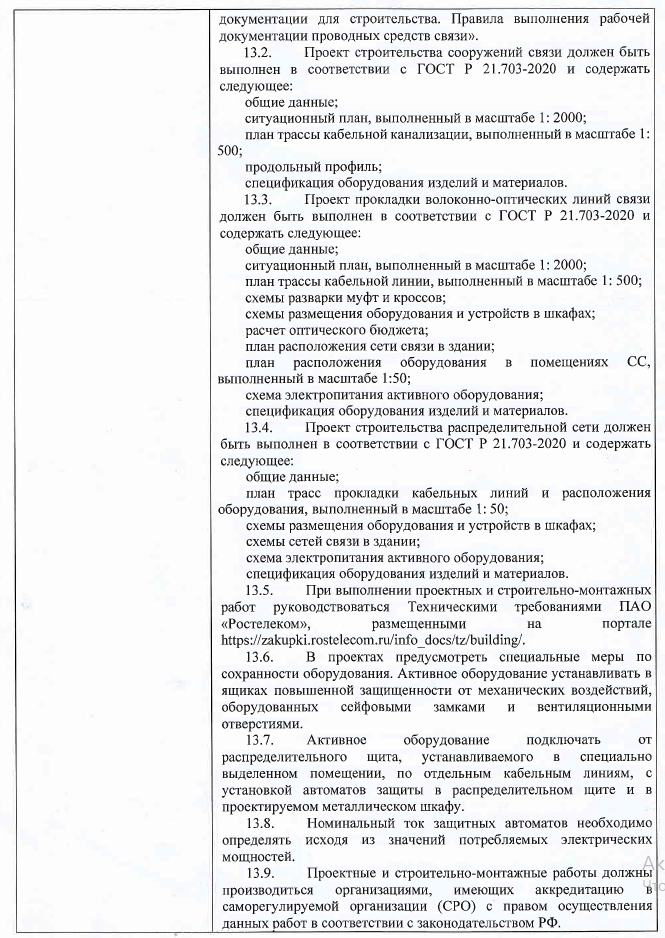 документации для строительства. Правила выполнения рабочей
документации проводных средств связи».
13.2. Проект строительства сооружений связи должен быть
выполнен в соответствии с ГОСТ Р 21.703-2020 и содержать
следующее:
общие данные;
ситуационный план, выполненный в масштабе 1: 2000;
план трассы кабельной канализации, выполненный в масштабе 1:
500;
продольный профиль;
спецификация оборудования изделий и материалов.
13.3. Проект прокладки волоконно-оптических линий связи
должен быть выполнен в соответствии с ГОСТ Р 21.703-2020 и
содержать следующее:
общие данные;
ситуационный план, выполненный в масштабе 1: 2000;
план трассы кабельной линии, выполненный в масштабе 1: 500;
схемы разварки муфт и кроссов;
схемы размещения оборудования и устройств в шкафах;
расчет оптического бюджета;
план расположения сети связи в здании;
план расположения оборудования в помещениях СС,
выполненный в масштабе 1:50;
схема электропитания активного оборудования;
спецификация оборудования изделий и материалов.
13.4. Проект строительства распределительной сети должен
быть выполнен в соответствии с ГОСТ Р 21.703-2020 и содержать
следующее:
общие данные;
план трасс прокладки кабельных линий и расположения
оборудования, выполненный в масштабе 1: 50;
схемы размещения оборудования и устройств в шкафах;
схемы сетей связи в здании;
схема электропитания активного оборудования;
спецификация оборудования изделий и материалов.
13.5. При выполнении проектных и строительно-монтажных
работ руководствоваться Техническими требованиями ПАО
«Ростелеком», размещенными на портале
https://zakupki.rostelecom.ru/info_docs/tz/building/.
13.6. В проектах предусмотреть специальные меры по
сохранности оборудования. Активное оборудование устанавливать в
ящиках повышенной защищенности от механических воздействий,
оборудованных сейфовыми замками и вентиляционными
отверстиями.
13.7. Активное оборудование подключать от
распределительного щита, устанавливаемого в специально
выделенном помещении, по отдельным кабельным линиям, с
установкой автоматов защиты в распределительном щите и в
проектируемом металлическом шкафу.
13.8. Номинальный ток защитных автоматов необходимо
определять исходя из значений потребляемых электрических
мощностей.
13.9. Проектные и строительно-монтажные работы должны
производиться организациями, имеющих аккредитацию в
саморегулируемой организации (СРО) с правом осуществления
данных работ в соответствии с законодательством РФ.